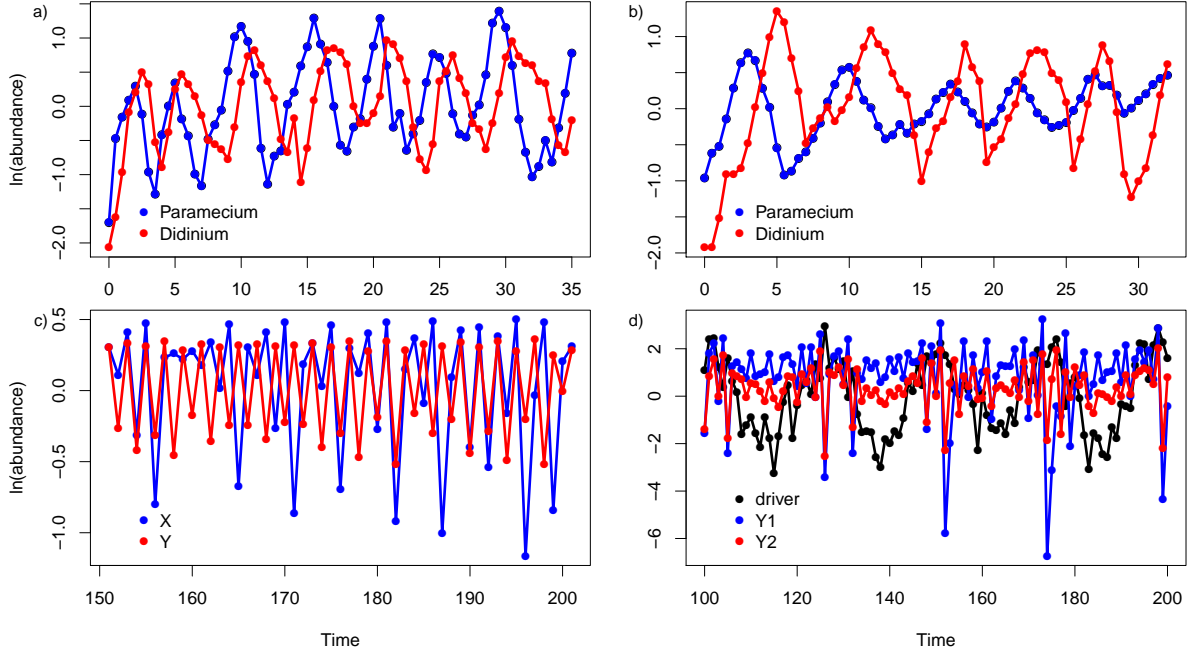 a)
ln(abundance)
1.0
0.0
−1.0
−2.0
Paramecium
Didinium
0 5 10 15 20 25 30 35
b)
1.0
0.0
−1.0
−2.0
Paramecium
Didinium
0 5 10 15 20 25 30
c)
ln(abundance)
0.5
0.0
−0.5
−1.0
X
Y
150 160 170 180 190 200
Time
d)
2
0
−2
−4
−6
driver
Y1
Y2
100 120 140 160 180 200
Time